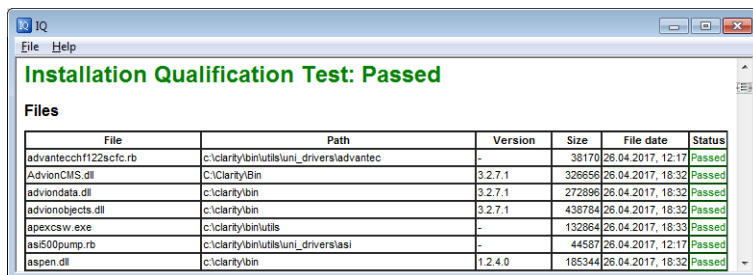 IQ IQ
File Help
Installation Qualification Test: Passed
Files
File Path Version Size File date Status
advantecchf122scfc.rb c:\clarity\bin\utils\uni_drivers\advantec - 38170 26.04.2017, 12:17 Passed
AdvionCMS.dll C:\Clarity\Bin 3.2.7.1 326656 26.04.2017, 18:32 Passed
adviondata.dll c:\clarity\bin 3.2.7.1 272896 26.04.2017, 18:32 Passed
advionobjects.dll c:\clarity\bin 3.2.7.1 438784 26.04.2017, 18:32 Passed
apexcsw.exe c:\clarity\bin\utils - 132864 26.04.2017, 18:33 Passed
asi500pump.rb c:\clarity\bin\utils\uni_drivers\asi - 44587 26.04.2017, 12:17 Passed
aspen.dll c:\clarity\bin 1.2.4.0 185344 26.04.2017, 18:32 Passed